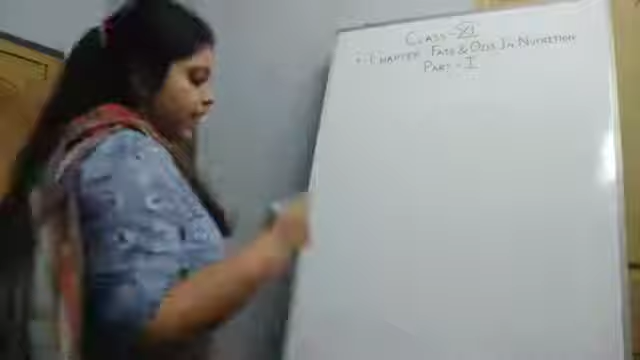 CLASS - XI
* CHAPTER: FATS & OILS IN NUTRITION
PART - I